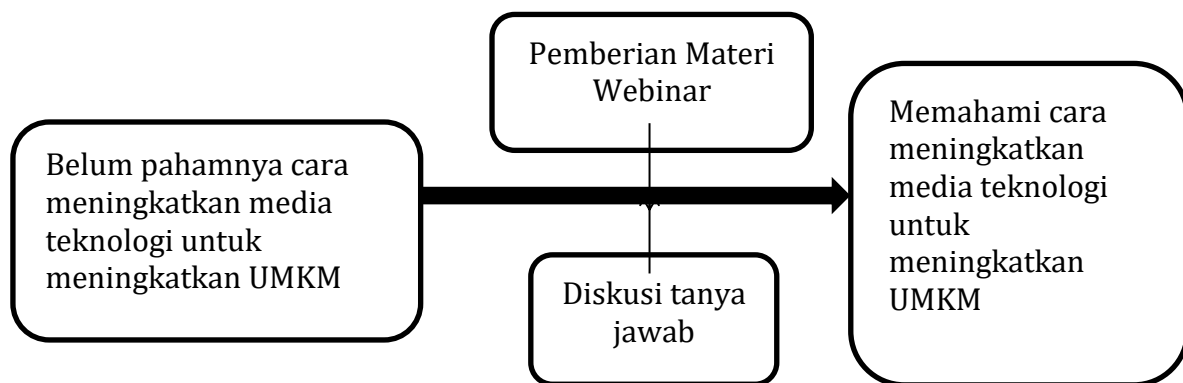 Belum pahamnya cara
meningkatkan media
teknologi untuk
meningkatkan UMKM
Pemberian Materi
Webinar
Diskusi tanya
jawab
Memahami cara
meningkatkan
media teknologi
untuk
meningkatkan
UMKM